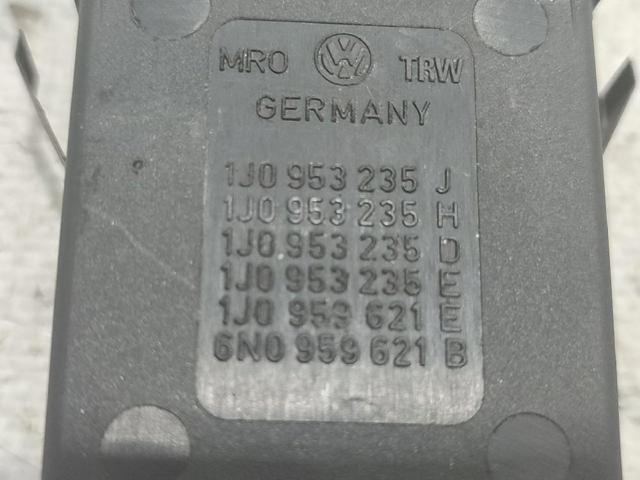 MRO VW TRW
GERMANY
1J0 953 235 J
1J0 953 235 H
1J0 953 235 D
1J0 953 235 E
1J0 959 621 E
6N0 959 621 B